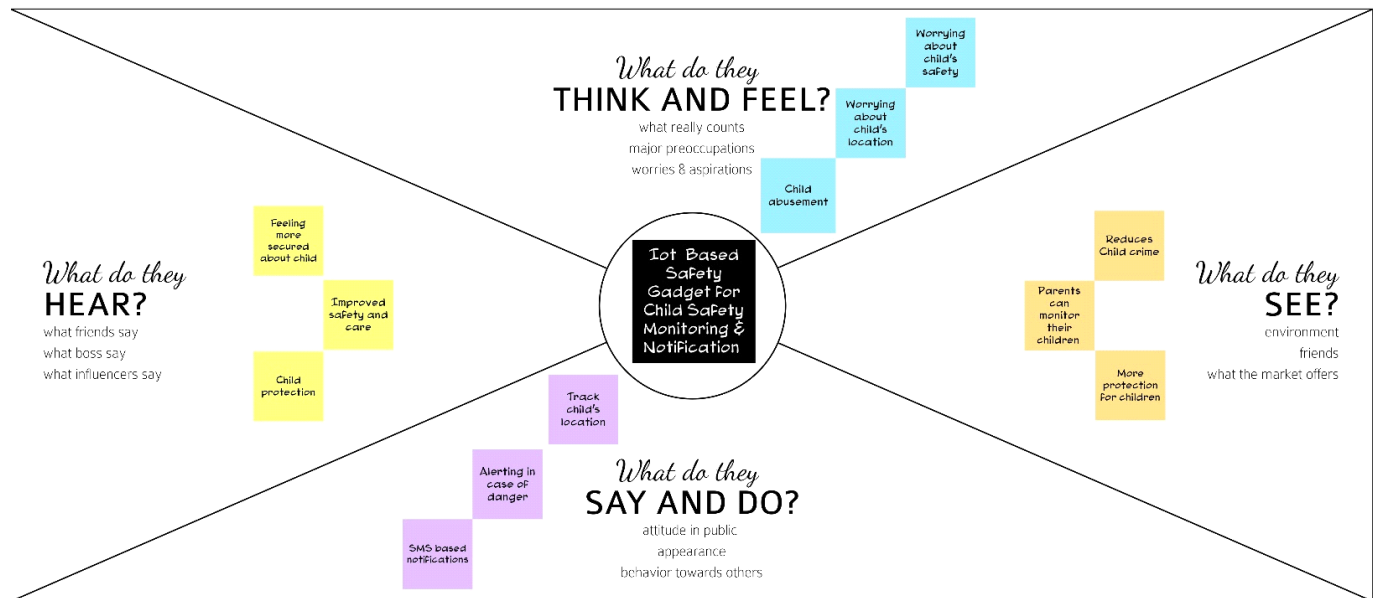 What do they
THINK AND FEEL?
what really counts
major preoccupations
worries & aspirations
Worrying
about
child's
safety
Worrying
about
child's
location
Child
abusement
What do they
HEAR?
what friends say
what boss say
what influencers say
Feeling
more
secured
about child
Improved
safety and
care
Child
protection
Iot Based
Safety
Gadget for
Child Safety
Monitoring &
Notification
Reduces
Child crime
Parents
can
monitor
their
children
More
protection
for children
What do they
SEE?
environment
friends
what the market offers
Track
child's
location
Alerting in
case of
danger
SMS based
notifications
What do they
SAY AND DO?
attitude in public
appearance
behavior towards others